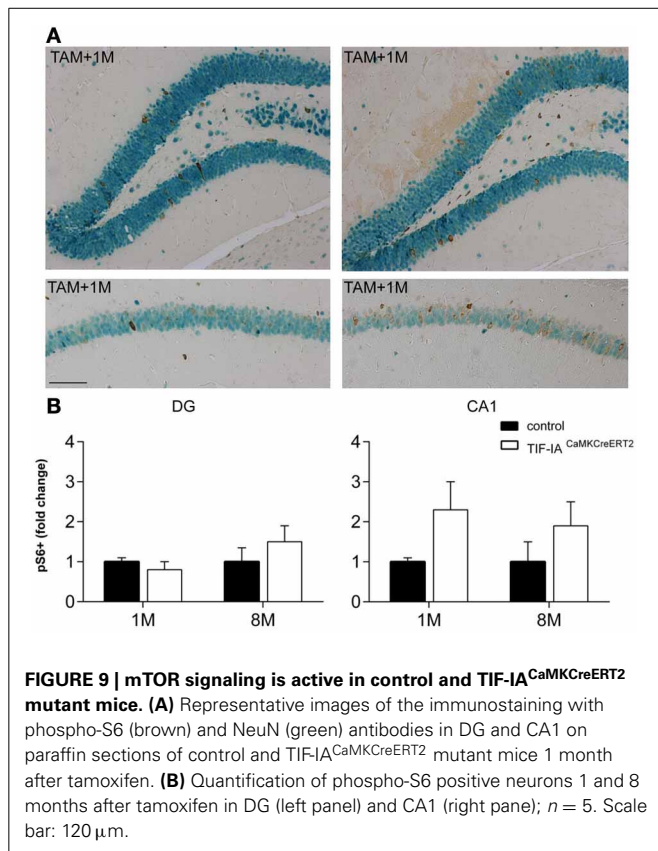 A
TAM+1M
TAM+1M
TAM+1M
TAM+1M
B
DG
CA1
control
TIF-IA CaMKCreERT2
pS6+ (fold change)
4
3
2
1
0
1M
8M
4
3
2
1
0
1M
8M
FIGURE 9 | mTOR signaling is active in control and TIF-IACaMKCreERT2
mutant mice. (A) Representative images of the immunostaining with
phospho-S6 (brown) and NeuN (green) antibodies in DG and CA1 on
paraffin sections of control and TIF-IACaMKCreERT2 mutant mice 1 month
after tamoxifen. (B) Quantification of phospho-S6 positive neurons 1 and 8
months after tamoxifen in DG (left panel) and CA1 (right pane); n = 5. Scale
bar: 120 μm.